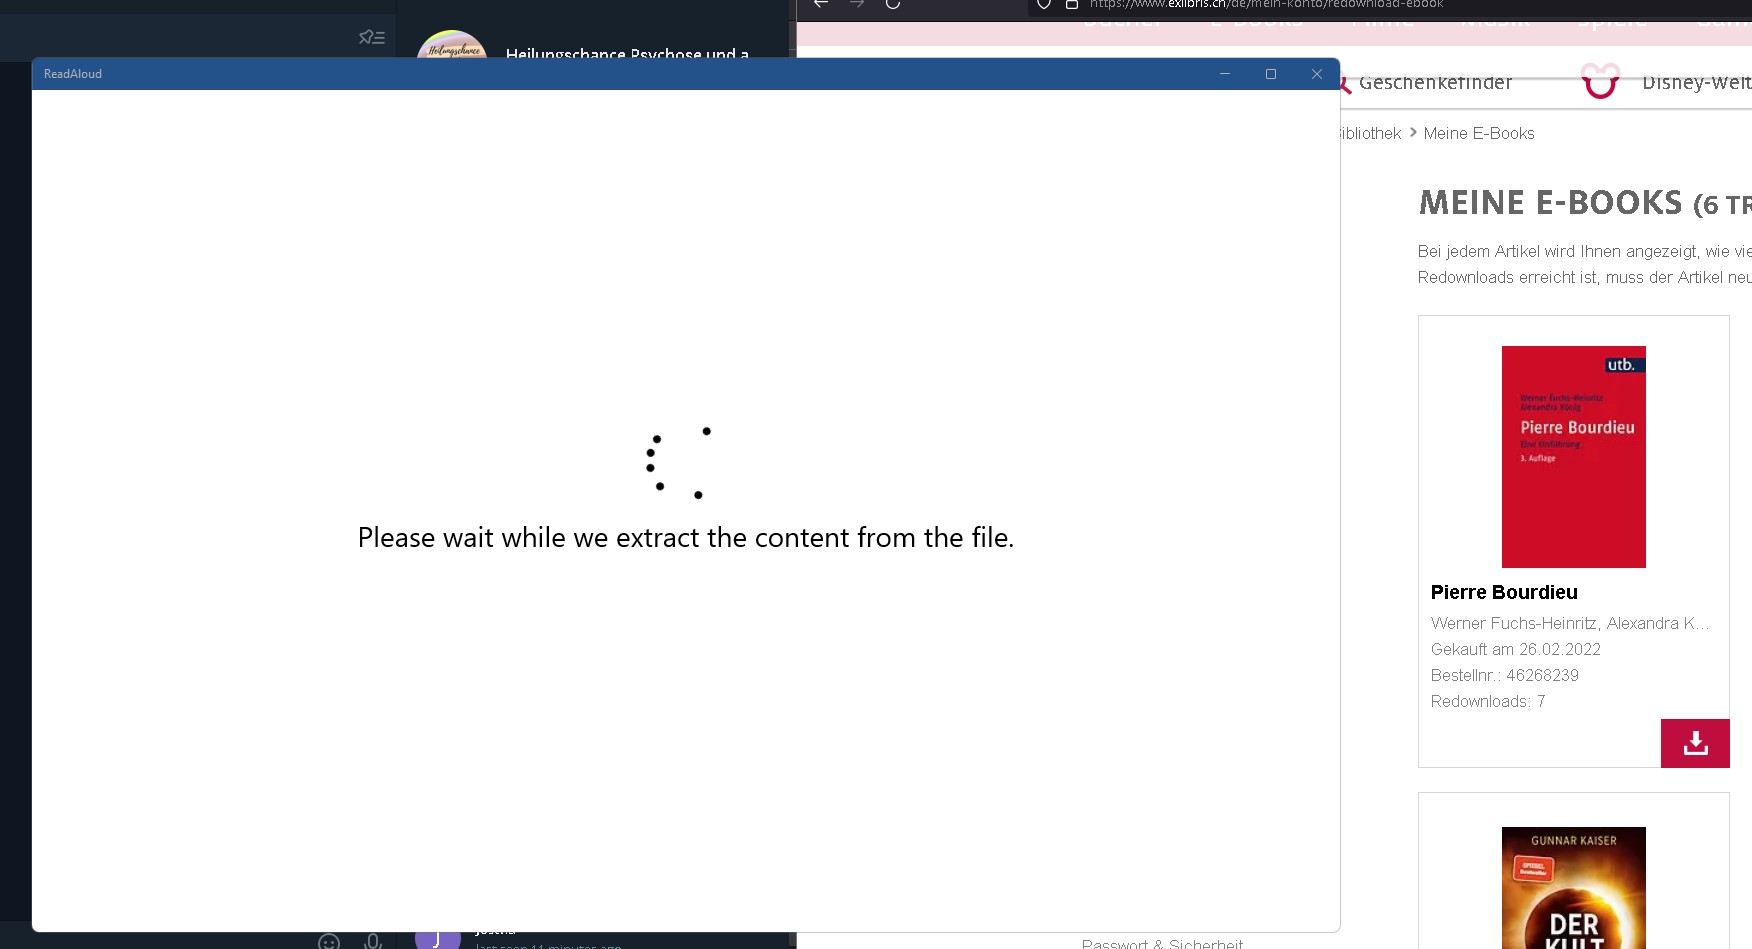 https://www.exlibris.ch/de/mein-konto/redownload-ebook
Heilungschance
Heilungschance Psychose und a
ReadAloud
Geschenkefinder
Disney-Welt
Meine E-Books
MEINE E-BOOKS (6 TR
Bei jedem Artikel wird Ihnen angezeigt, wie vie
Redownloads erreicht ist, muss der Artikel neu
utb.
Werner Fuchs-Heinritz
Alexandra König
Pierre Bourdieu
Eine Einführung
3. Auflage
Please wait while we extract the content from the file.
Pierre Bourdieu
Werner Fuchs-Heinritz, Alexandra K...
Gekauft am 26.02.2022
Bestellnr.: 46268239
Redownloads: 7
GUNNAR KAISER
SPIEGEL
Bestseller
DER
KULT
J
last seen 11 minutes ago
Passwort & Sicherheit